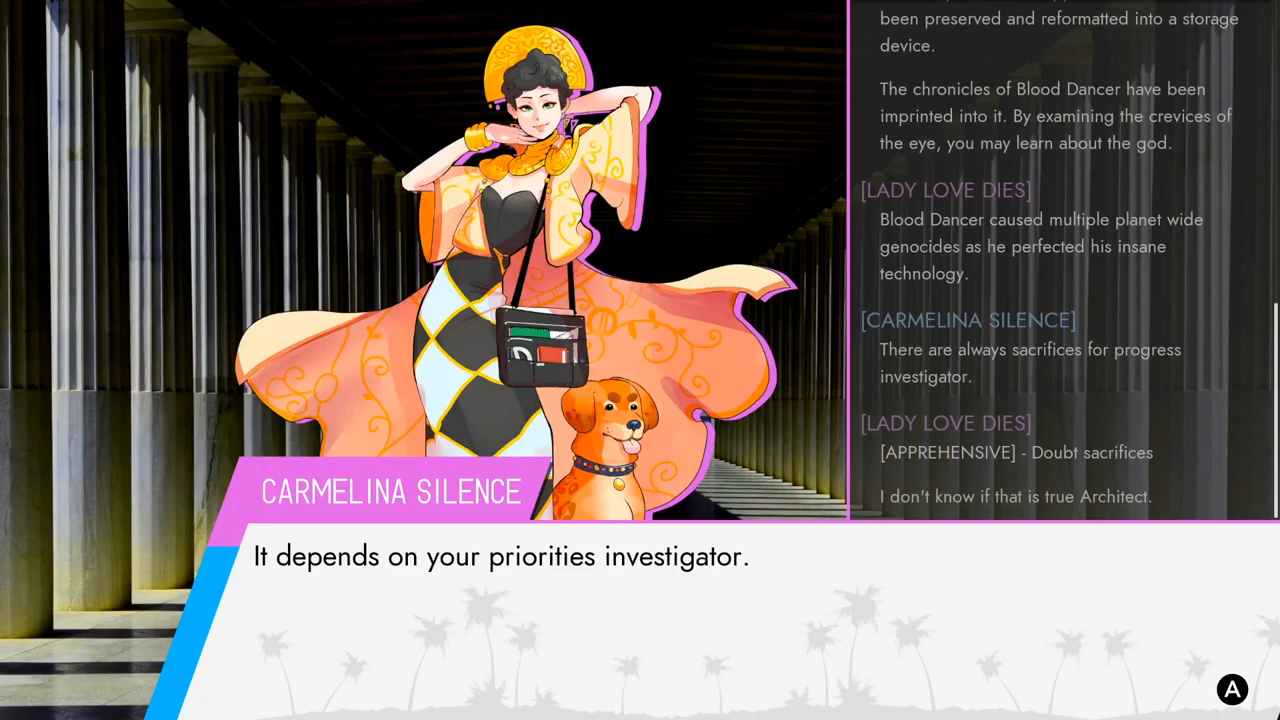 been preserved and reformatted into a storage
device.
The chronicles of Blood Dancer have been
imprinted into it. By examining the crevices of
the eye, you may learn about the god.
[LADY LOVE DIES]
Blood Dancer caused multiple planet wide
genocides as he perfected his insane
technology.
[CARMELINA SILENCE]
There are always sacrifices for progress
investigator.
[LADY LOVE DIES]
[APPREHENSIVE] - Doubt sacrifices
I don't know if that is true Architect.
CARMELINA SILENCE
It depends on your priorities investigator.
A